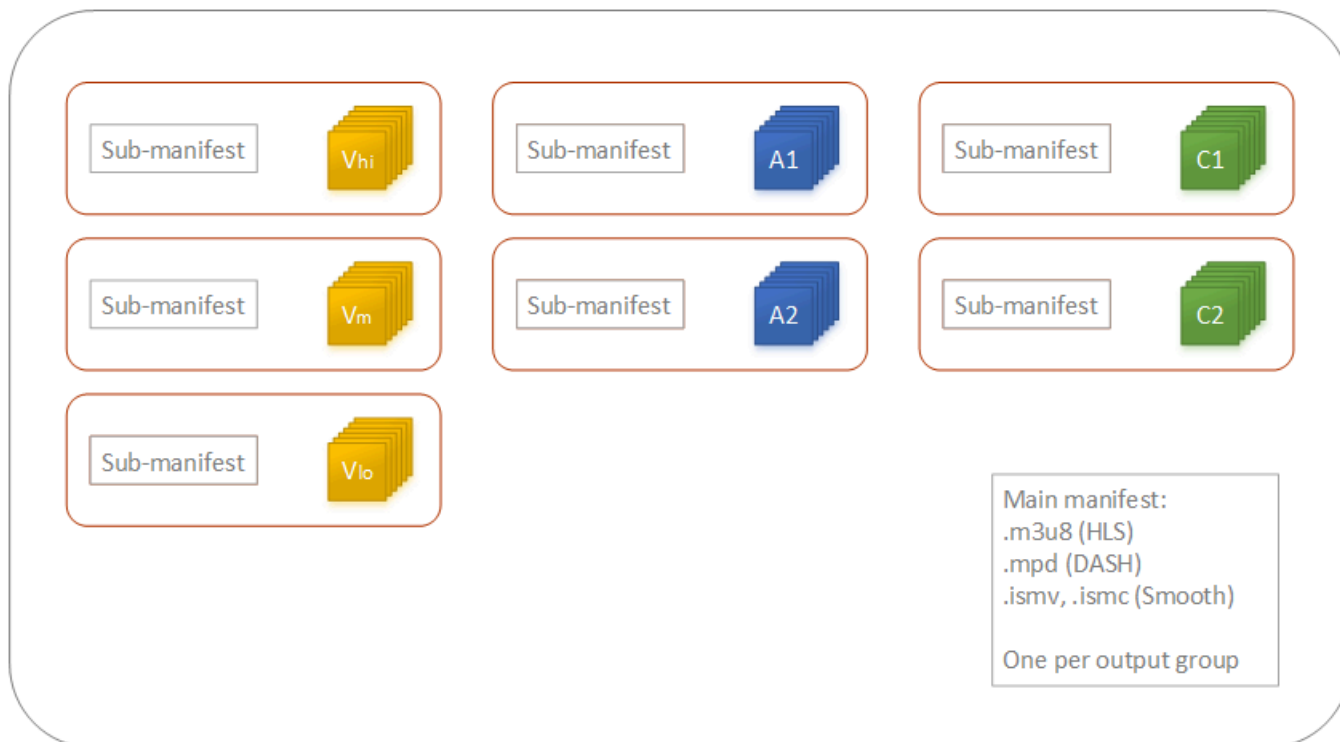 Sub-manifest
Vhi
Sub-manifest
A1
Sub-manifest
C1
Sub-manifest
Vm
Sub-manifest
A2
Sub-manifest
C2
Sub-manifest
Vlo
Main manifest:
.m3u8 (HLS)
.mpd (DASH)
.ismv, .ismc (Smooth)
One per output group